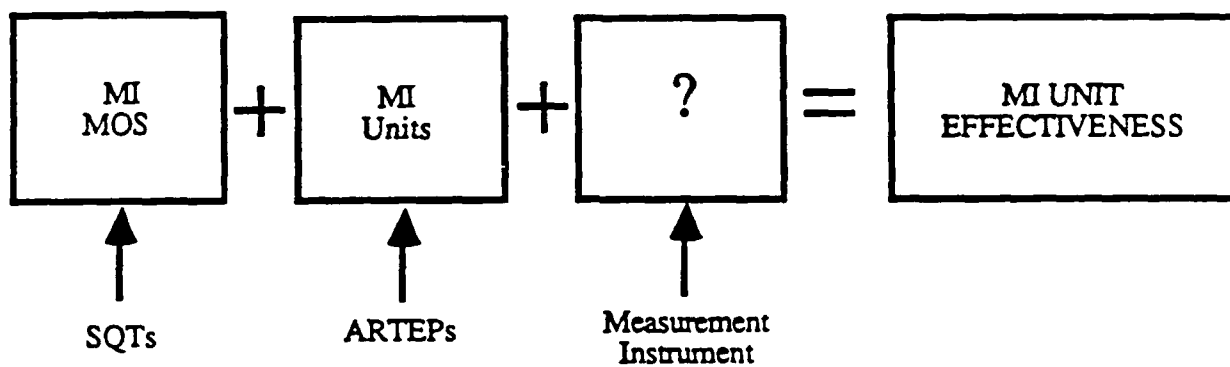 MI
MOS
+
MI
Units
+
?
=
MI UNIT
EFFECTIVENESS
SQTs
ARTEPs
Measurement
Instrument